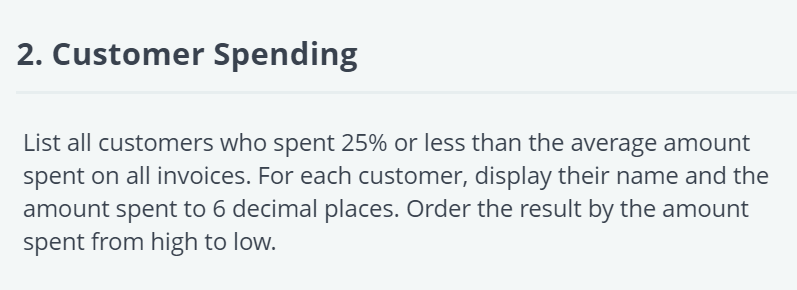 2. Customer Spending
List all customers who spent 25% or less than the average amount
spent on all invoices. For each customer, display their name and the
amount spent to 6 decimal places. Order the result by the amount
spent from high to low.